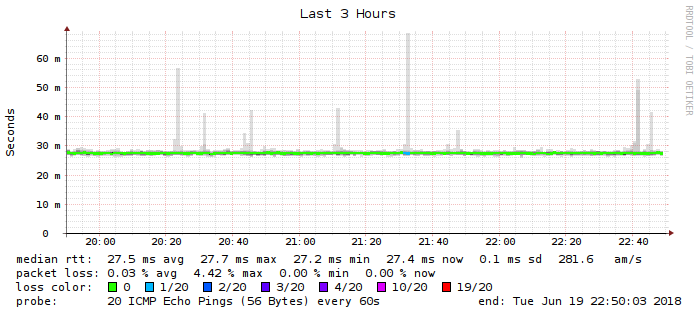 Last 3 Hours
RRDTOOL / TOBI OETIKER
Seconds
60 m
50 m
40 m
30 m
20 m
10 m
0
20:00 20:20 20:40 21:00 21:20 21:40 22:00 22:20 22:40
median rtt: 27.5 ms avg 27.7 ms max 27.2 ms min 27.4 ms now 0.1 ms sd 281.6 am/s
packet loss: 0.03 % avg 4.42 % max 0.00 % min 0.00 % now
loss color: 0 1/20 2/20 3/20 4/20 10/20 19/20
probe: 20 ICMP Echo Pings (56 Bytes) every 60s end: Tue Jun 19 22:50:03 2018